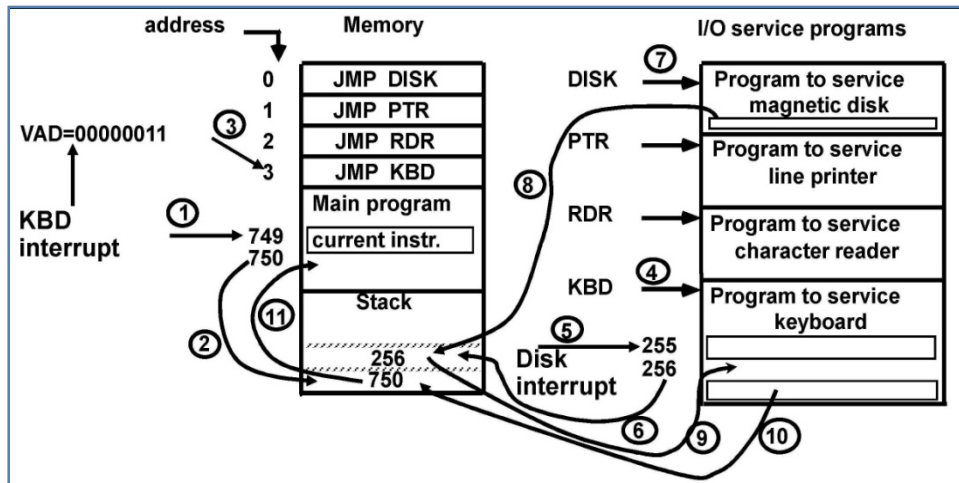 address
Memory
I/O service programs
0
JMP DISK
1
JMP PTR
2
JMP RDR
3
JMP KBD
VAD=00000011
3
KBD
interrupt
1
749
750
Main program
current instr.
2
11
Stack
256
750
DISK
7
Program to service
magnetic disk
PTR
Program to service
line printer
8
RDR
Program to service
character reader
KBD
4
Program to service
keyboard
5
Disk
interrupt
255
256
6
9
10